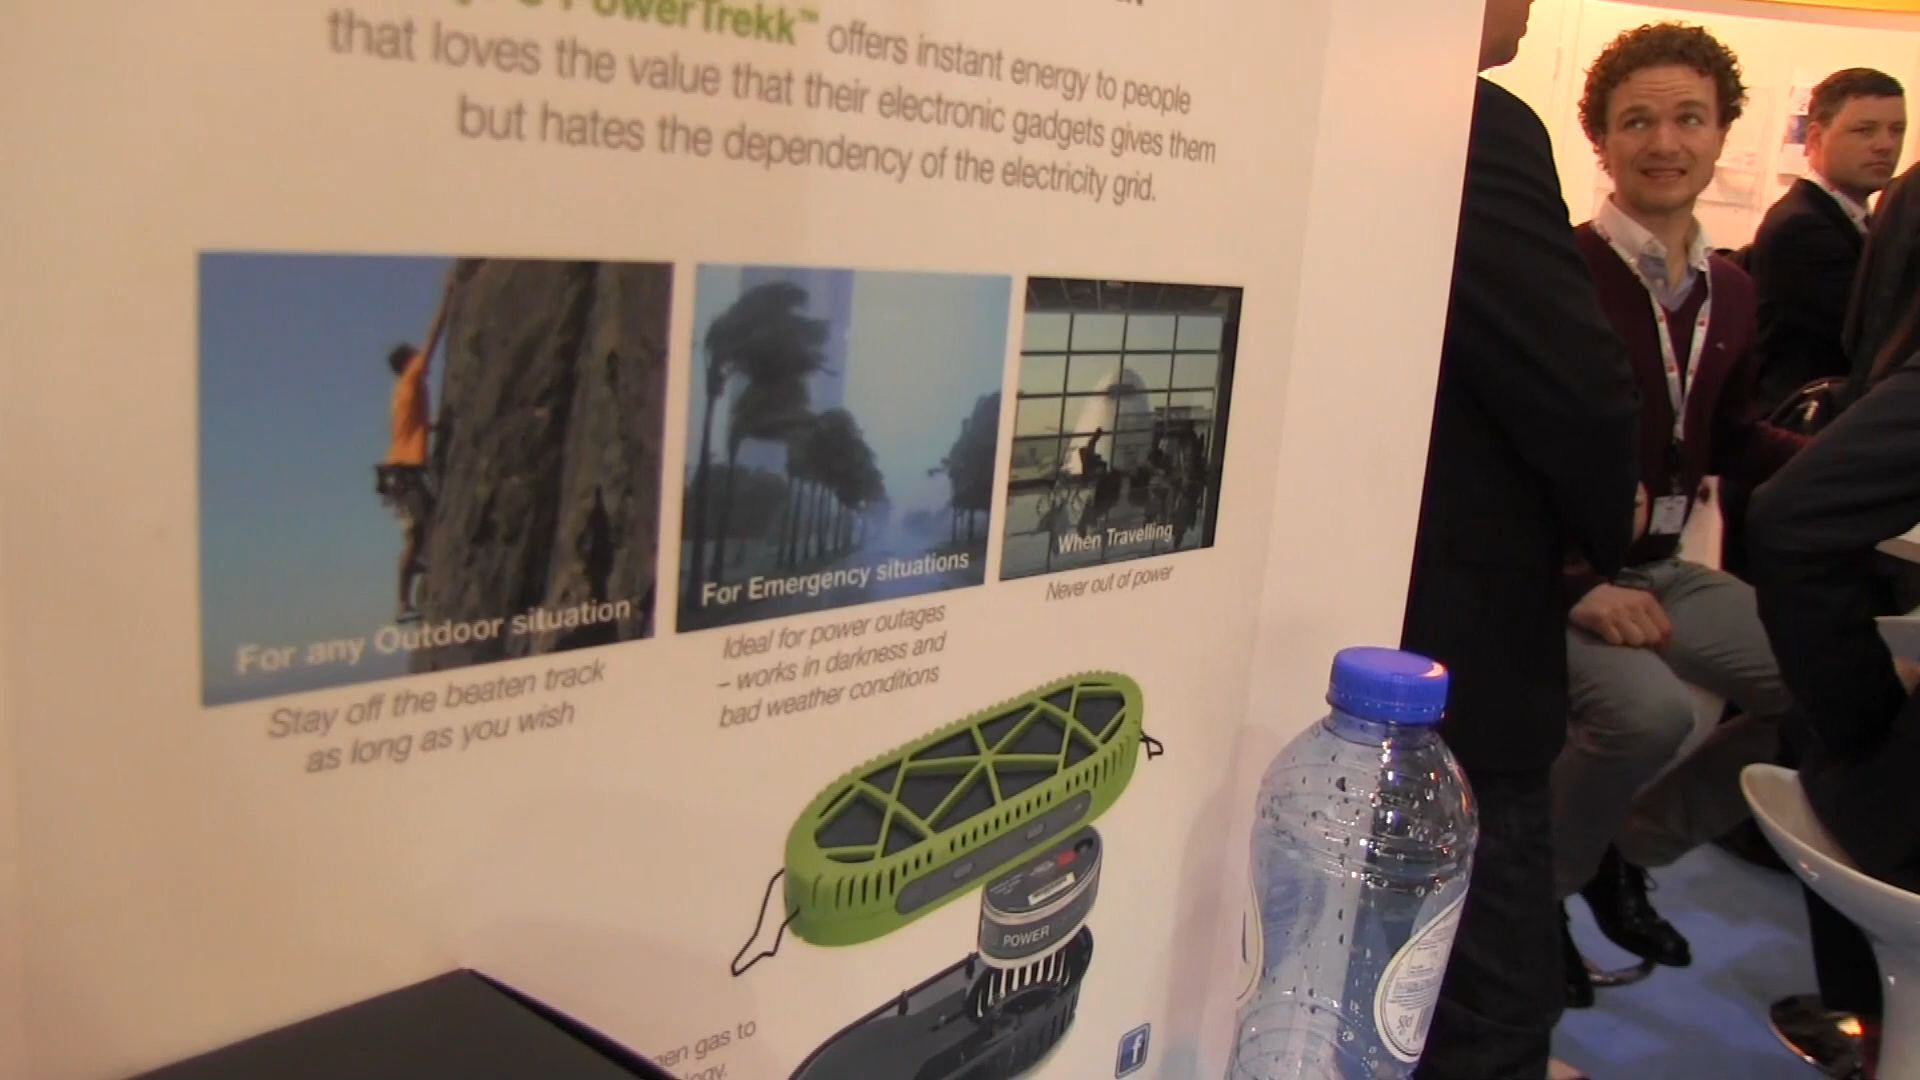 PowerTrekk™ offers instant energy to people
that loves the value that their electronic gadgets gives them
but hates the dependency of the electricity grid.
For any Outdoor situation
Stay off the beaten track
as long as you wish
For Emergency situations
Ideal for power outages
– works in darkness and
bad weather conditions
When Travelling
Never out of power
POWER
gas to
f
50cl